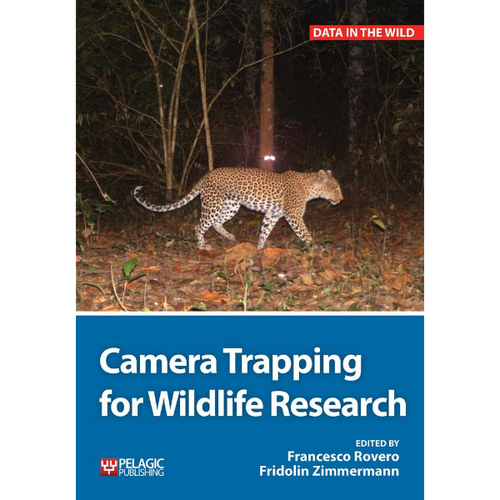 DATA IN THE WILD
Camera Trapping
for Wildlife Research
EDITED BY
Francesco Rovero
Fridolin Zimmermann
PELAGIC
PUBLISHING